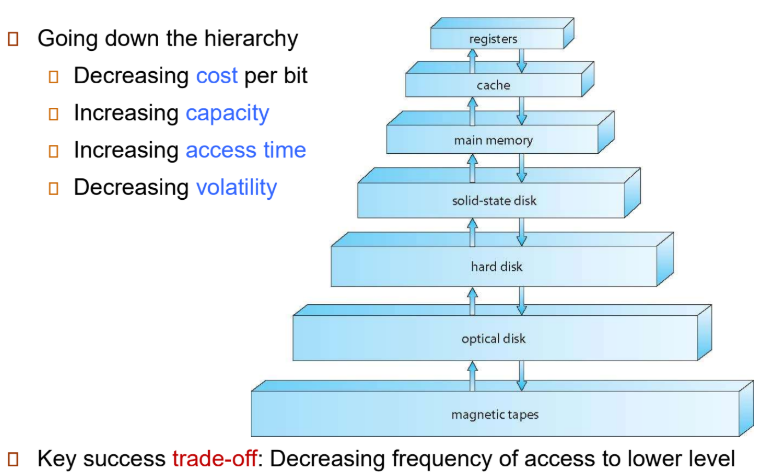 Going down the hierarchy
Decreasing cost per bit
Increasing capacity
Increasing access time
Decreasing volatility
registers
cache
main memory
solid-state disk
hard disk
optical disk
magnetic tapes
Key success trade-off: Decreasing frequency of access to lower level